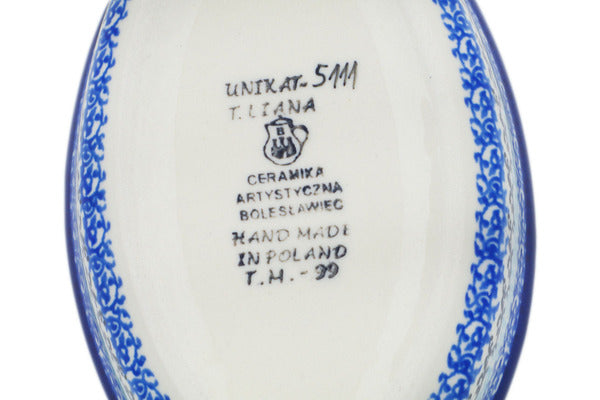 UNIKAT-5111
T. LIANA
B
CERAMIKA
ARTYSTYCZNA
BOLESŁAWIEC
HAND MADE
IN POLAND
T.M.-99